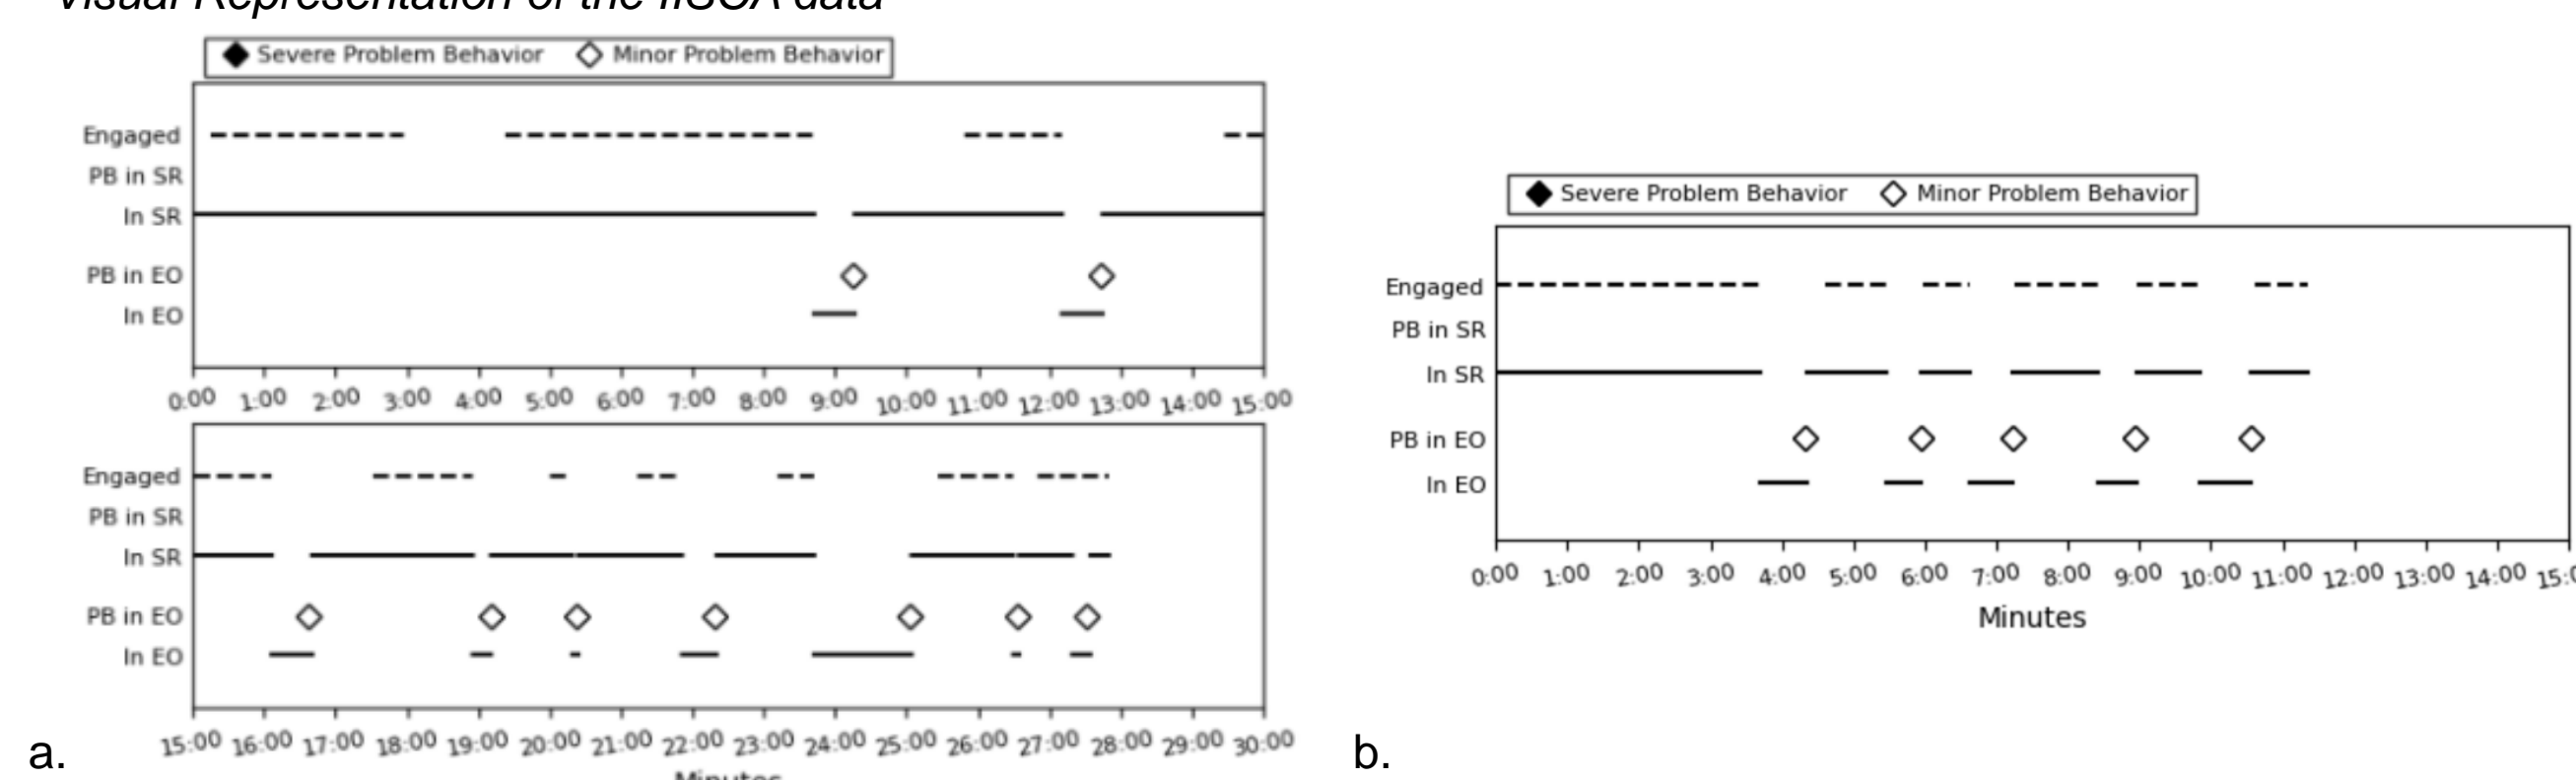 Visual Representation of the IISCA data
Severe Problem Behavior Minor Problem Behavior
Engaged
PB in SR
In SR
PB in EO
In EO
0:00 1:00 2:00 3:00 4:00 5:00 6:00 7:00 8:00 9:00 10:00 11:00 12:00 13:00 14:00 15:00
Engaged
PB in SR
In SR
PB in EO
In EO
15:00 16:00 17:00 18:00 19:00 20:00 21:00 22:00 23:00 24:00 25:00 26:00 27:00 28:00 29:00 30:00
Minutes
a.
Severe Problem Behavior Minor Problem Behavior
Engaged
PB in SR
In SR
PB in EO
In EO
0:00 1:00 2:00 3:00 4:00 5:00 6:00 7:00 8:00 9:00 10:00 11:00 12:00 13:00 14:00
Minutes
b.